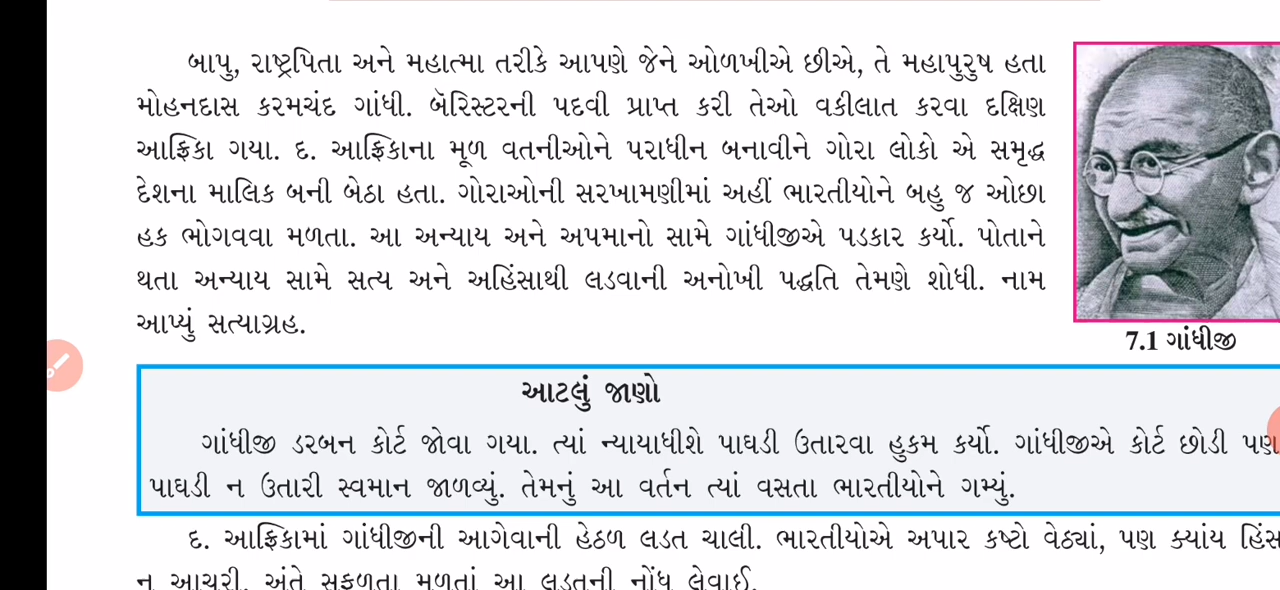 બાપુ, રાષ્ટ્રપિતા અને મહાત્મા તરીકે આપણે જેને ઓળખીએ છીએ, તે મહાપુરુષ હતા
મોહનદાસ કરમચંદ ગાંધી. બૅરિસ્ટરની પદવી પ્રાપ્ત કરી તેઓ વકીલાત કરવા દક્ષિણ
આફ્રિકા ગયા. દ. આફ્રિકાના મૂળ વતનીઓને પરાધીન બનાવીને ગોરા લોકો એ સમૃદ્ધ
દેશના માલિક બની બેઠા હતા. ગોરાઓની સરખામણીમાં અહીં ભારતીયોને બહુ જ ઓછા
હક ભોગવવા મળતા. આ અન્યાય અને અપમાનો સામે ગાંધીજીએ પડકાર કર્યો. પોતાને
થતા અન્યાય સામે સત્ય અને અહિંસાથી લડવાની અનોખી પદ્ધતિ તેમણે શોધી. નામ
આપ્યું સત્યાગ્રહ.
7.1 ગાંધીજી
આટલું જાણો
ગાંધીજી ડરબન કોર્ટ જોવા ગયા. ત્યાં ન્યાયાધીશે પાઘડી ઉતારવા હુકમ કર્યો. ગાંધીજીએ કોર્ટ છોડી પણ
પાઘડી ન ઉતારી સ્વમાન જાળવ્યું. તેમનું આ વર્તન ત્યાં વસતા ભારતીયોને ગમ્યું.
દ. આફ્રિકામાં ગાંધીજીની આગેવાની હેઠળ લડત ચાલી. ભારતીયોએ અપાર કષ્ટો વેઠ્યાં, પણ ક્યાંય હિંસ
ન આચરી. અંતે સફળતા મળતાં આ લડતની નોંધ લેવાઈ.